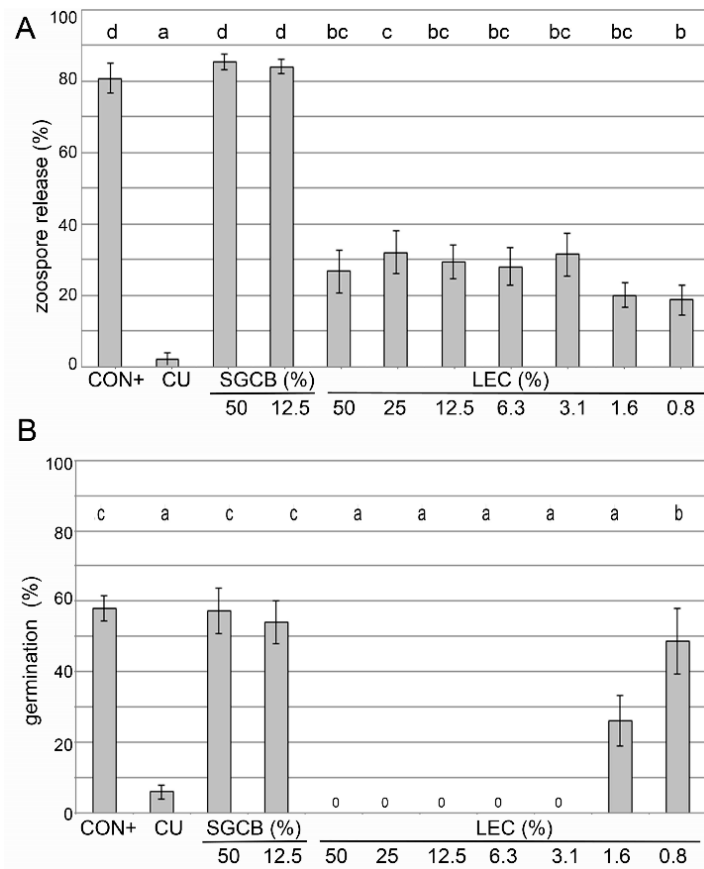 A
100
d a d d bc c bc bc bc bc b
80
60
40
20
0
zoospore release (%)
CON+ CU SGCB (%) LEC (%)
50 12.5 50 25 12.5 6.3 3.1 1.6 0.8
B
100
.c a c c a a a a a a b
80
60
40
20
0
germination (%)
0 0 0 0 0
CON+ CU SGCB (%) LEC (%)
50 12.5 50 25 12.5 6.3 3.1 1.6 0.8